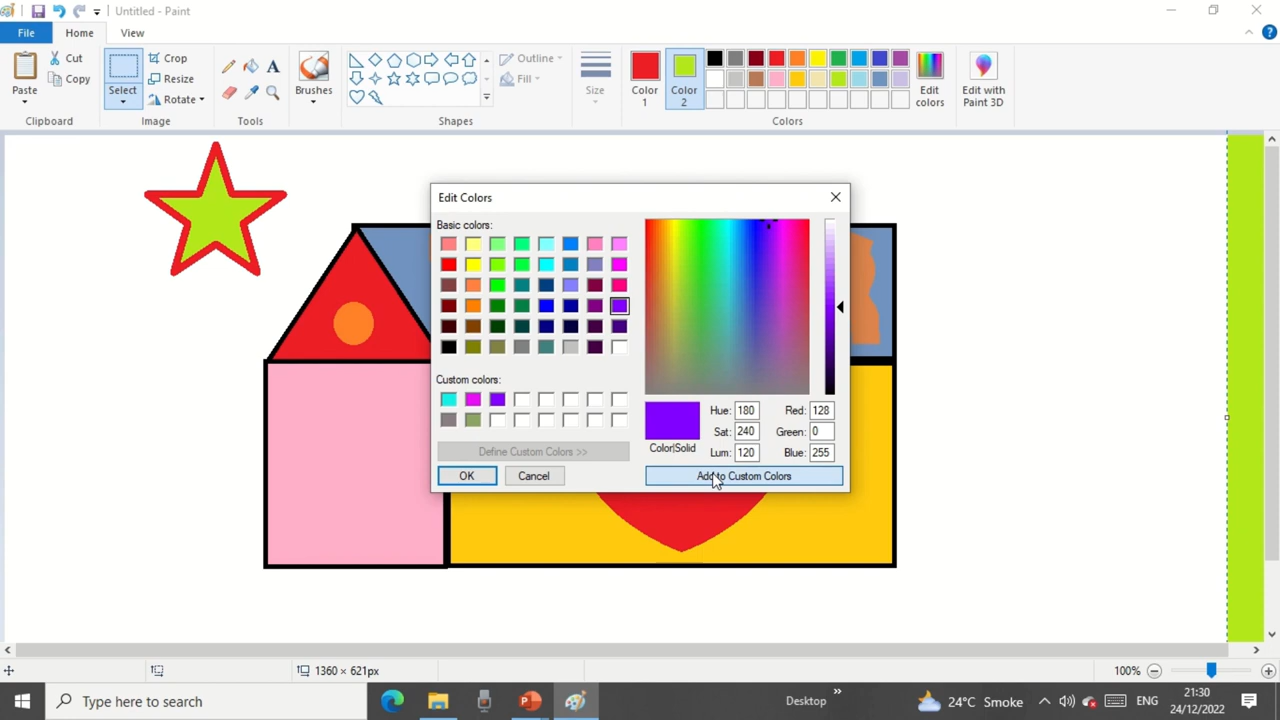 Untitled - Paint
File Home View
Paste
Cut
Copy
Clipboard
Select
Crop
Resize
Rotate
Image
A
Tools
Brushes
Outline
Fill
Shapes
Size
Color 1
Color 2
Edit colors
Colors
Edit with Paint 3D
Edit Colors
Basic colors:
Custom colors:
Define Custom Colors >>
OK Cancel
Color|Solid
Hue: 180 Red: 128
Sat: 240 Green: 0
Lum: 120 Blue: 255
Add to Custom Colors
1360 × 621px 100%
Type here to search
Desktop
24°C Smoke
ENG
21:30
24/12/2022